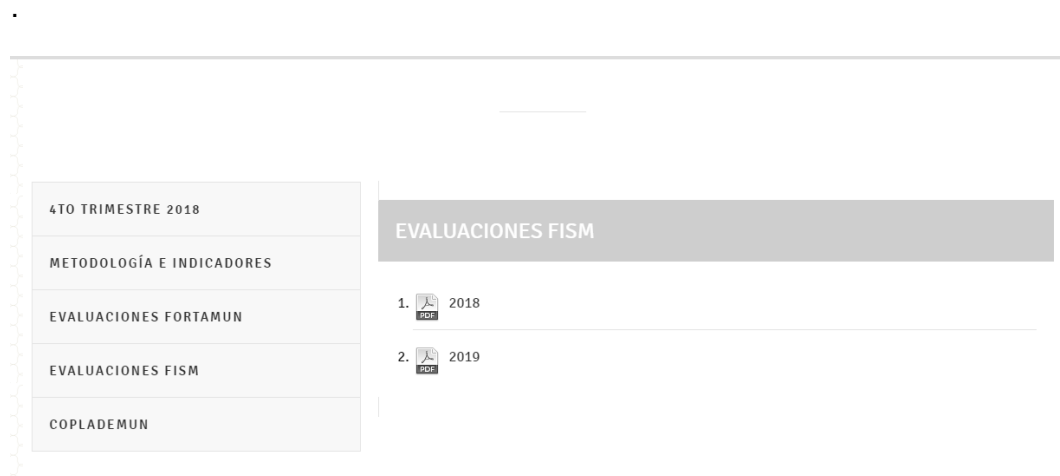 .
4TO TRIMESTRE 2018
METODOLOGÍA E INDICADORES
EVALUACIONES FORTAMUN
EVALUACIONES FISM
COPLADEMUN
EVALUACIONES FISM
1. PDF 2018
2. PDF 2019